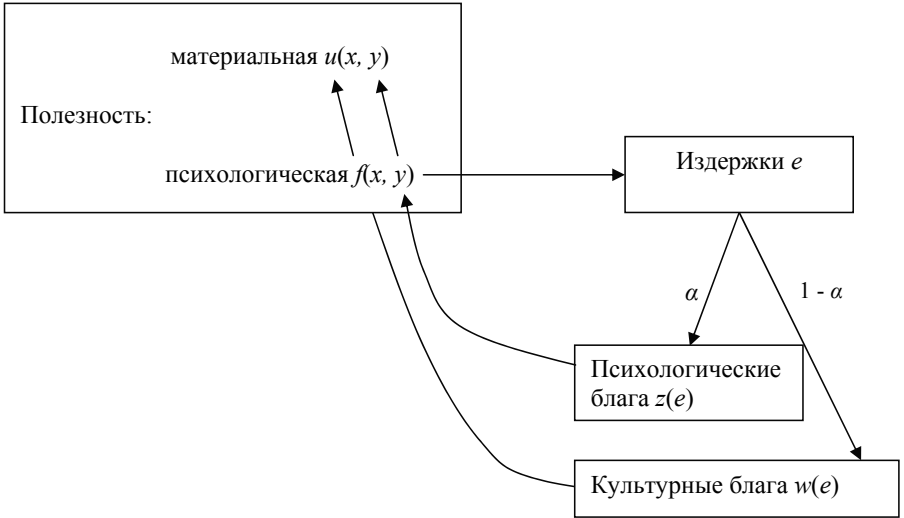 материальная u(x, y)
Полезность:
психологическая f(x, y)
Издержки e
α
1 - α
Психологические
блага z(e)
Культурные блага w(e)